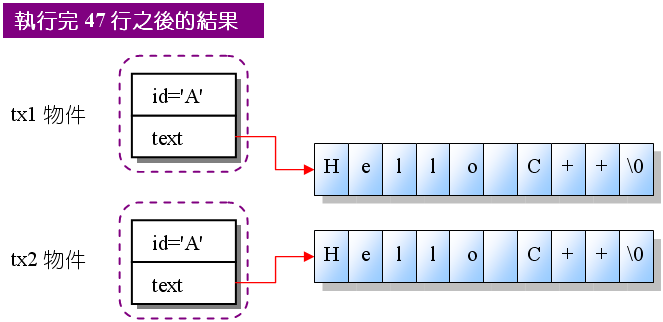 執行完 47 行之後的結果
tx1 物件
id='A'
text
H e l l o C + + \0
tx2 物件
id='A'
text
H e l l o C + + \0